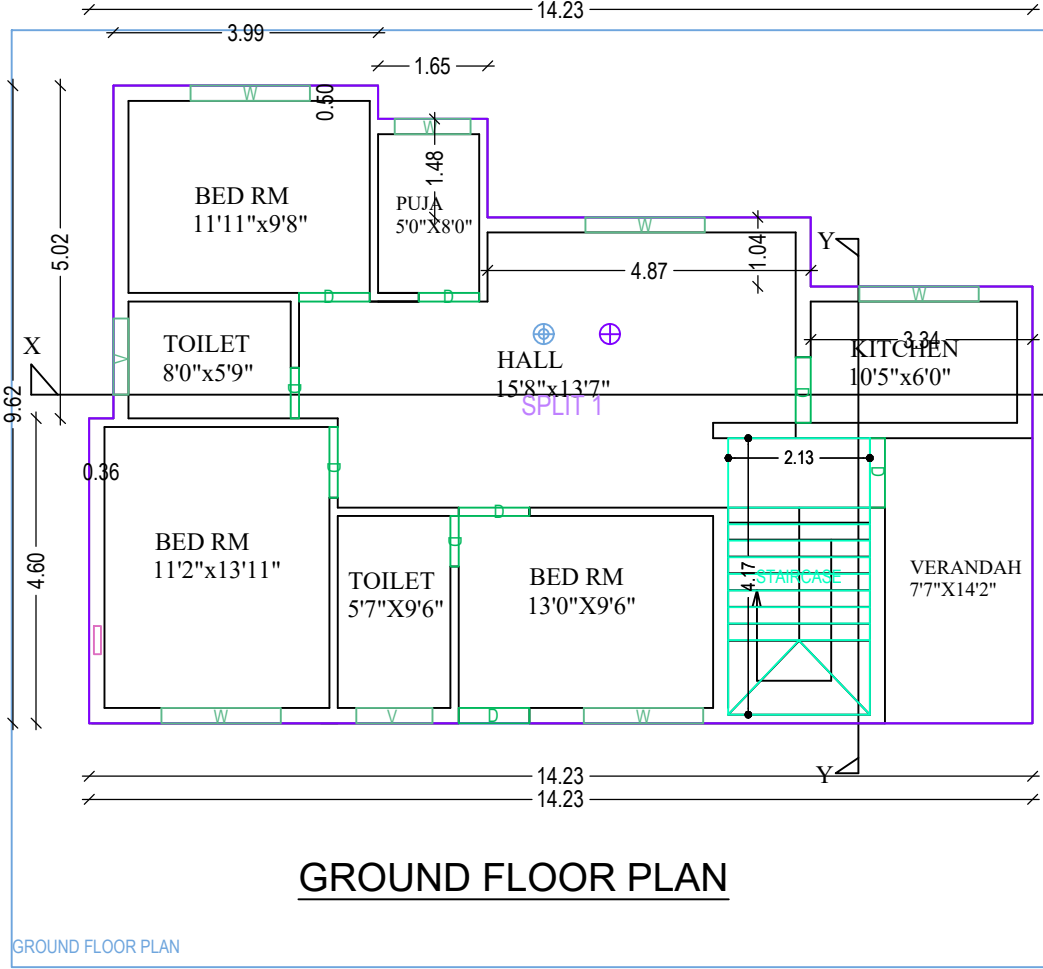 14.23
3.99
1.65
W
0.50
W
1.48
BED RM
11'11"x9'8"
PUJA
5'0"X8'0"
W
Y
1.04
5.02
4.87
D
D
W
X
TOILET
8'0"x5'9"
V
D
HALL
15'8"x13'7"
SPLIT 1
3.34
KITCHEN
10'5"x6'0"
D
9.62
0.36
D
2.13
D
D
D
BED RM
11'2"x13'11"
4.60
TOILET
5'7"X9'6"
BED RM
13'0"X9'6"
4.17
STAIRCASE
VERANDAH
7'7"X14'2"
W
V
D
W
14.23
Y
14.23
GROUND FLOOR PLAN
GROUND FLOOR PLAN